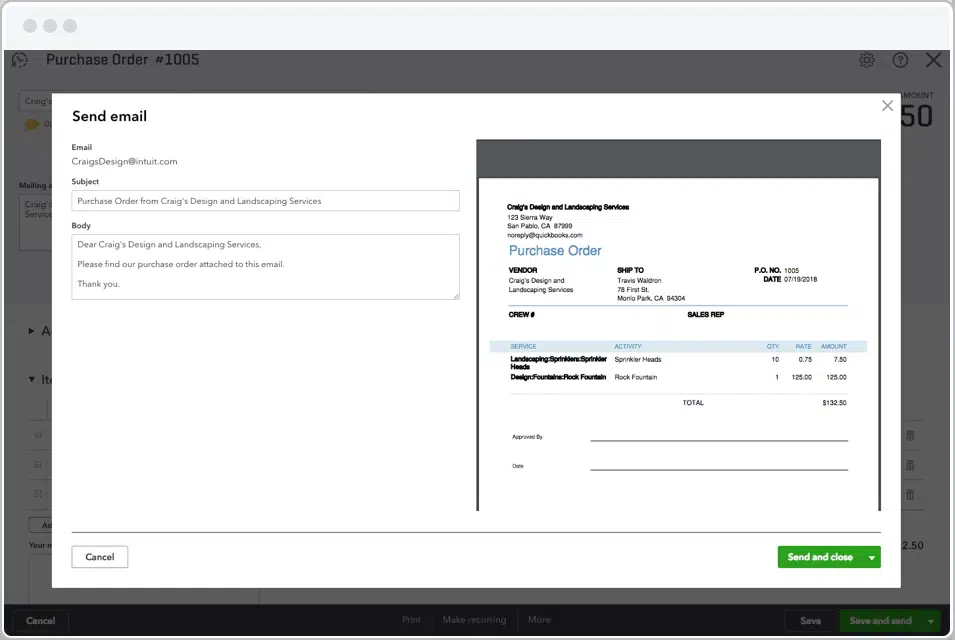 Purchase Order #1005
Craig's
AMOUNT
50
Mailing a
Craig's
Service
Send email
Email
CraigsDesign@intuit.com
Subject
Purchase Order from Craig's Design and Landscaping Services
Body
Dear Craig's Design and Landscaping Services,
Please find our purchase order attached to this email.
Thank you.
Craig's Design and Landscaping Services
123 Sierra Way
San Pablo, CA 87999
noreply@quickbooks.com
Purchase Order
VENDOR
Craig's Design and
Landscaping Services
SHIP TO
Travis Waldron
78 First St.
Monlo Park, CA 94304
P.O. NO. 1005
DATE 07/19/2018
CREW # SALES REP
SERVICE ACTIVITY QTY RATE AMOUNT
Landscaping:Sprinklers:Sprinkler Sprinkler Heads 10 0.75 7.50
Heads
Design:Fountains:Rock Fountain Rock Fountain 1 125.00 125.00
TOTAL $132.50
Approved By
Date
Cancel Send and close
A
Ite
Ad
Your m
2.50
Cancel Print Make recurring More Save Save and send